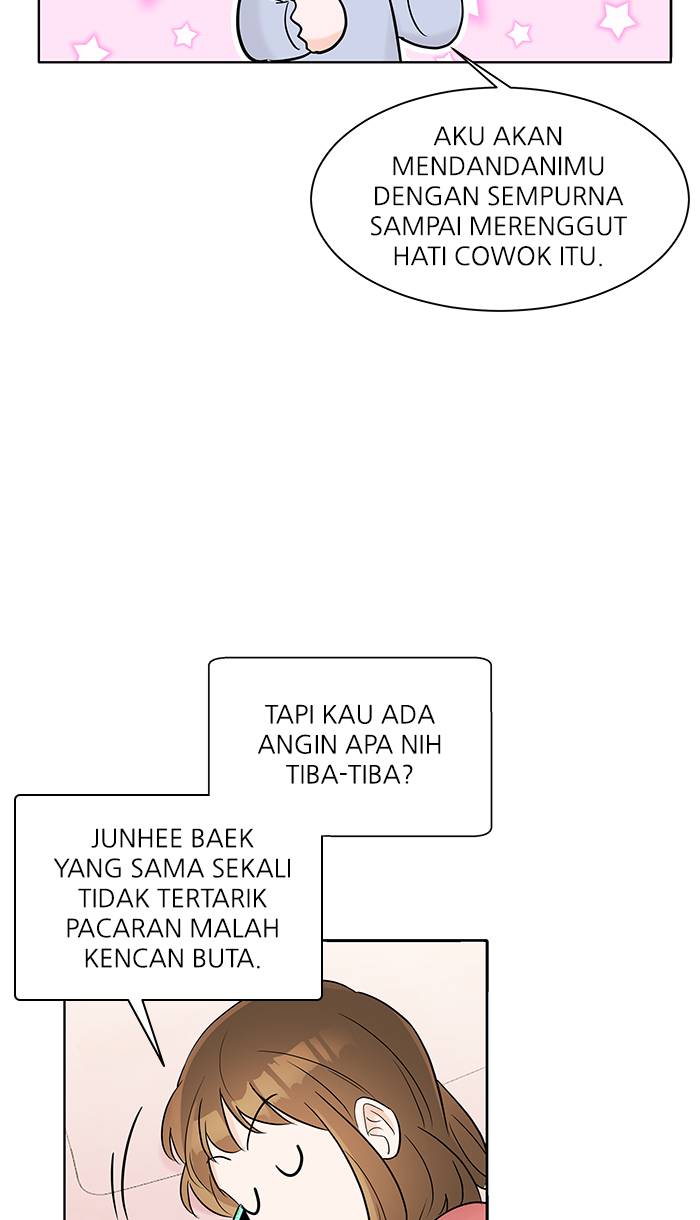 AKU AKAN
MENDANDANIMU
DENGAN SEMPURNA
SAMPAI MERENGGUT
HATI COWOK ITU.
TAPI KAU ADA
ANGIN APA NIH
TIBA-TIBA?
JUNHEE BAEK
YANG SAMA SEKALI
TIDAK TERTARIK
PACARAN MALAH
KENCAN BUTA.